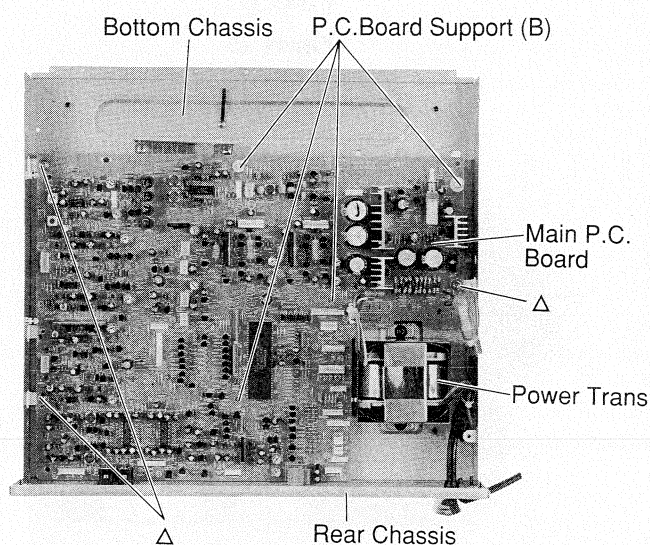 Bottom Chassis
P.C.Board Support (B)
Main P.C.
Board
△
Power Trans
△
Rear Chassis